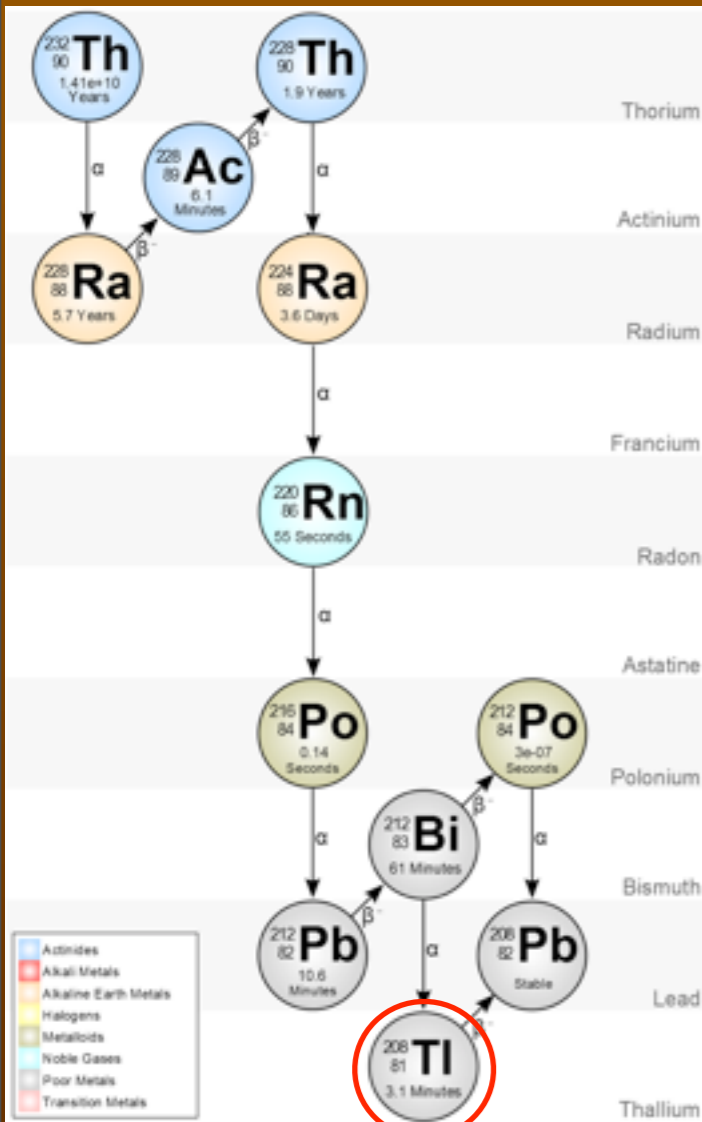 232
90 Th
1.41e+10
Years
228
90 Th
1.9 Years
Thorium
α
β⁻
α
228
89 Ac
6.1
Minutes
Actinium
β⁻
228
88 Ra
5.7 Years
224
88 Ra
3.6 Days
Radium
α
Francium
220
86 Rn
55 Seconds
Radon
α
Astatine
216
84 Po
0.14
Seconds
212
84 Po
3e-07
Seconds
Polonium
β⁻
α
212
83 Bi
61 Minutes
α
Bismuth
β⁻
212
82 Pb
10.6
Minutes
α
208
82 Pb
Stable
Lead
β⁻
208
81 Tl
3.1 Minutes
Thallium
Actinides
Alkali Metals
Alkaline Earth Metals
Halogens
Metalloids
Noble Gases
Poor Metals
Transition Metals